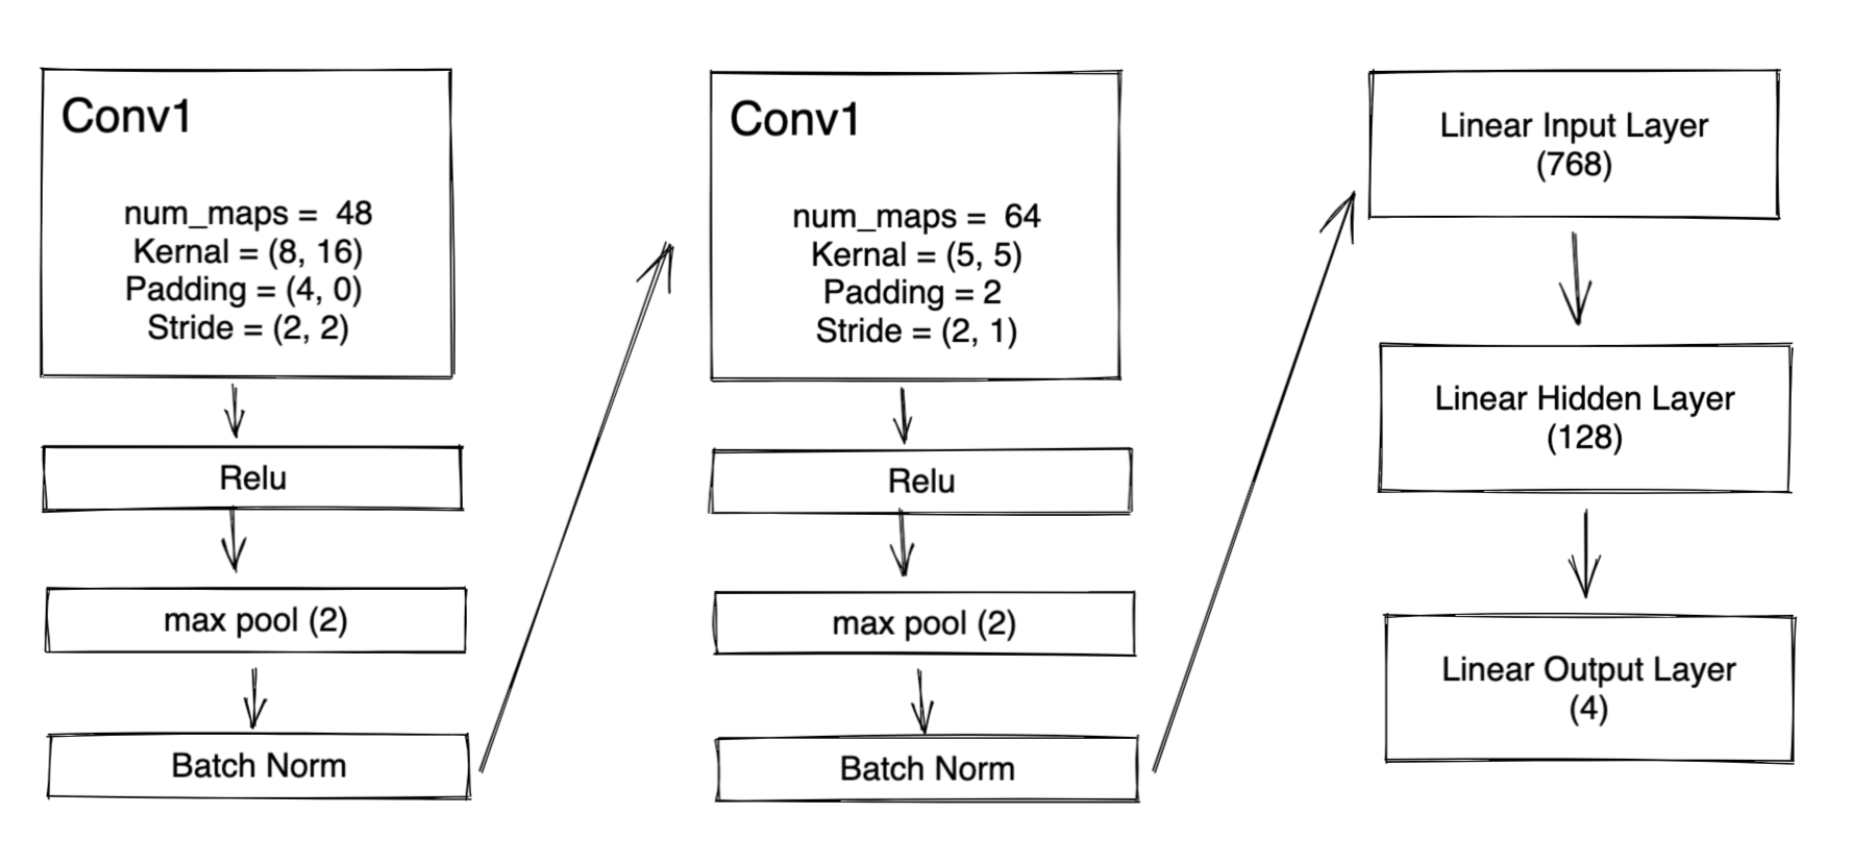 Conv1
num_maps = 48
Kernal = (8, 16)
Padding = (4, 0)
Stride = (2, 2)
Relu
max pool (2)
Batch Norm
Conv1
num_maps = 64
Kernal = (5, 5)
Padding = 2
Stride = (2, 1)
Relu
max pool (2)
Batch Norm
Linear Input Layer
(768)
Linear Hidden Layer
(128)
Linear Output Layer
(4)